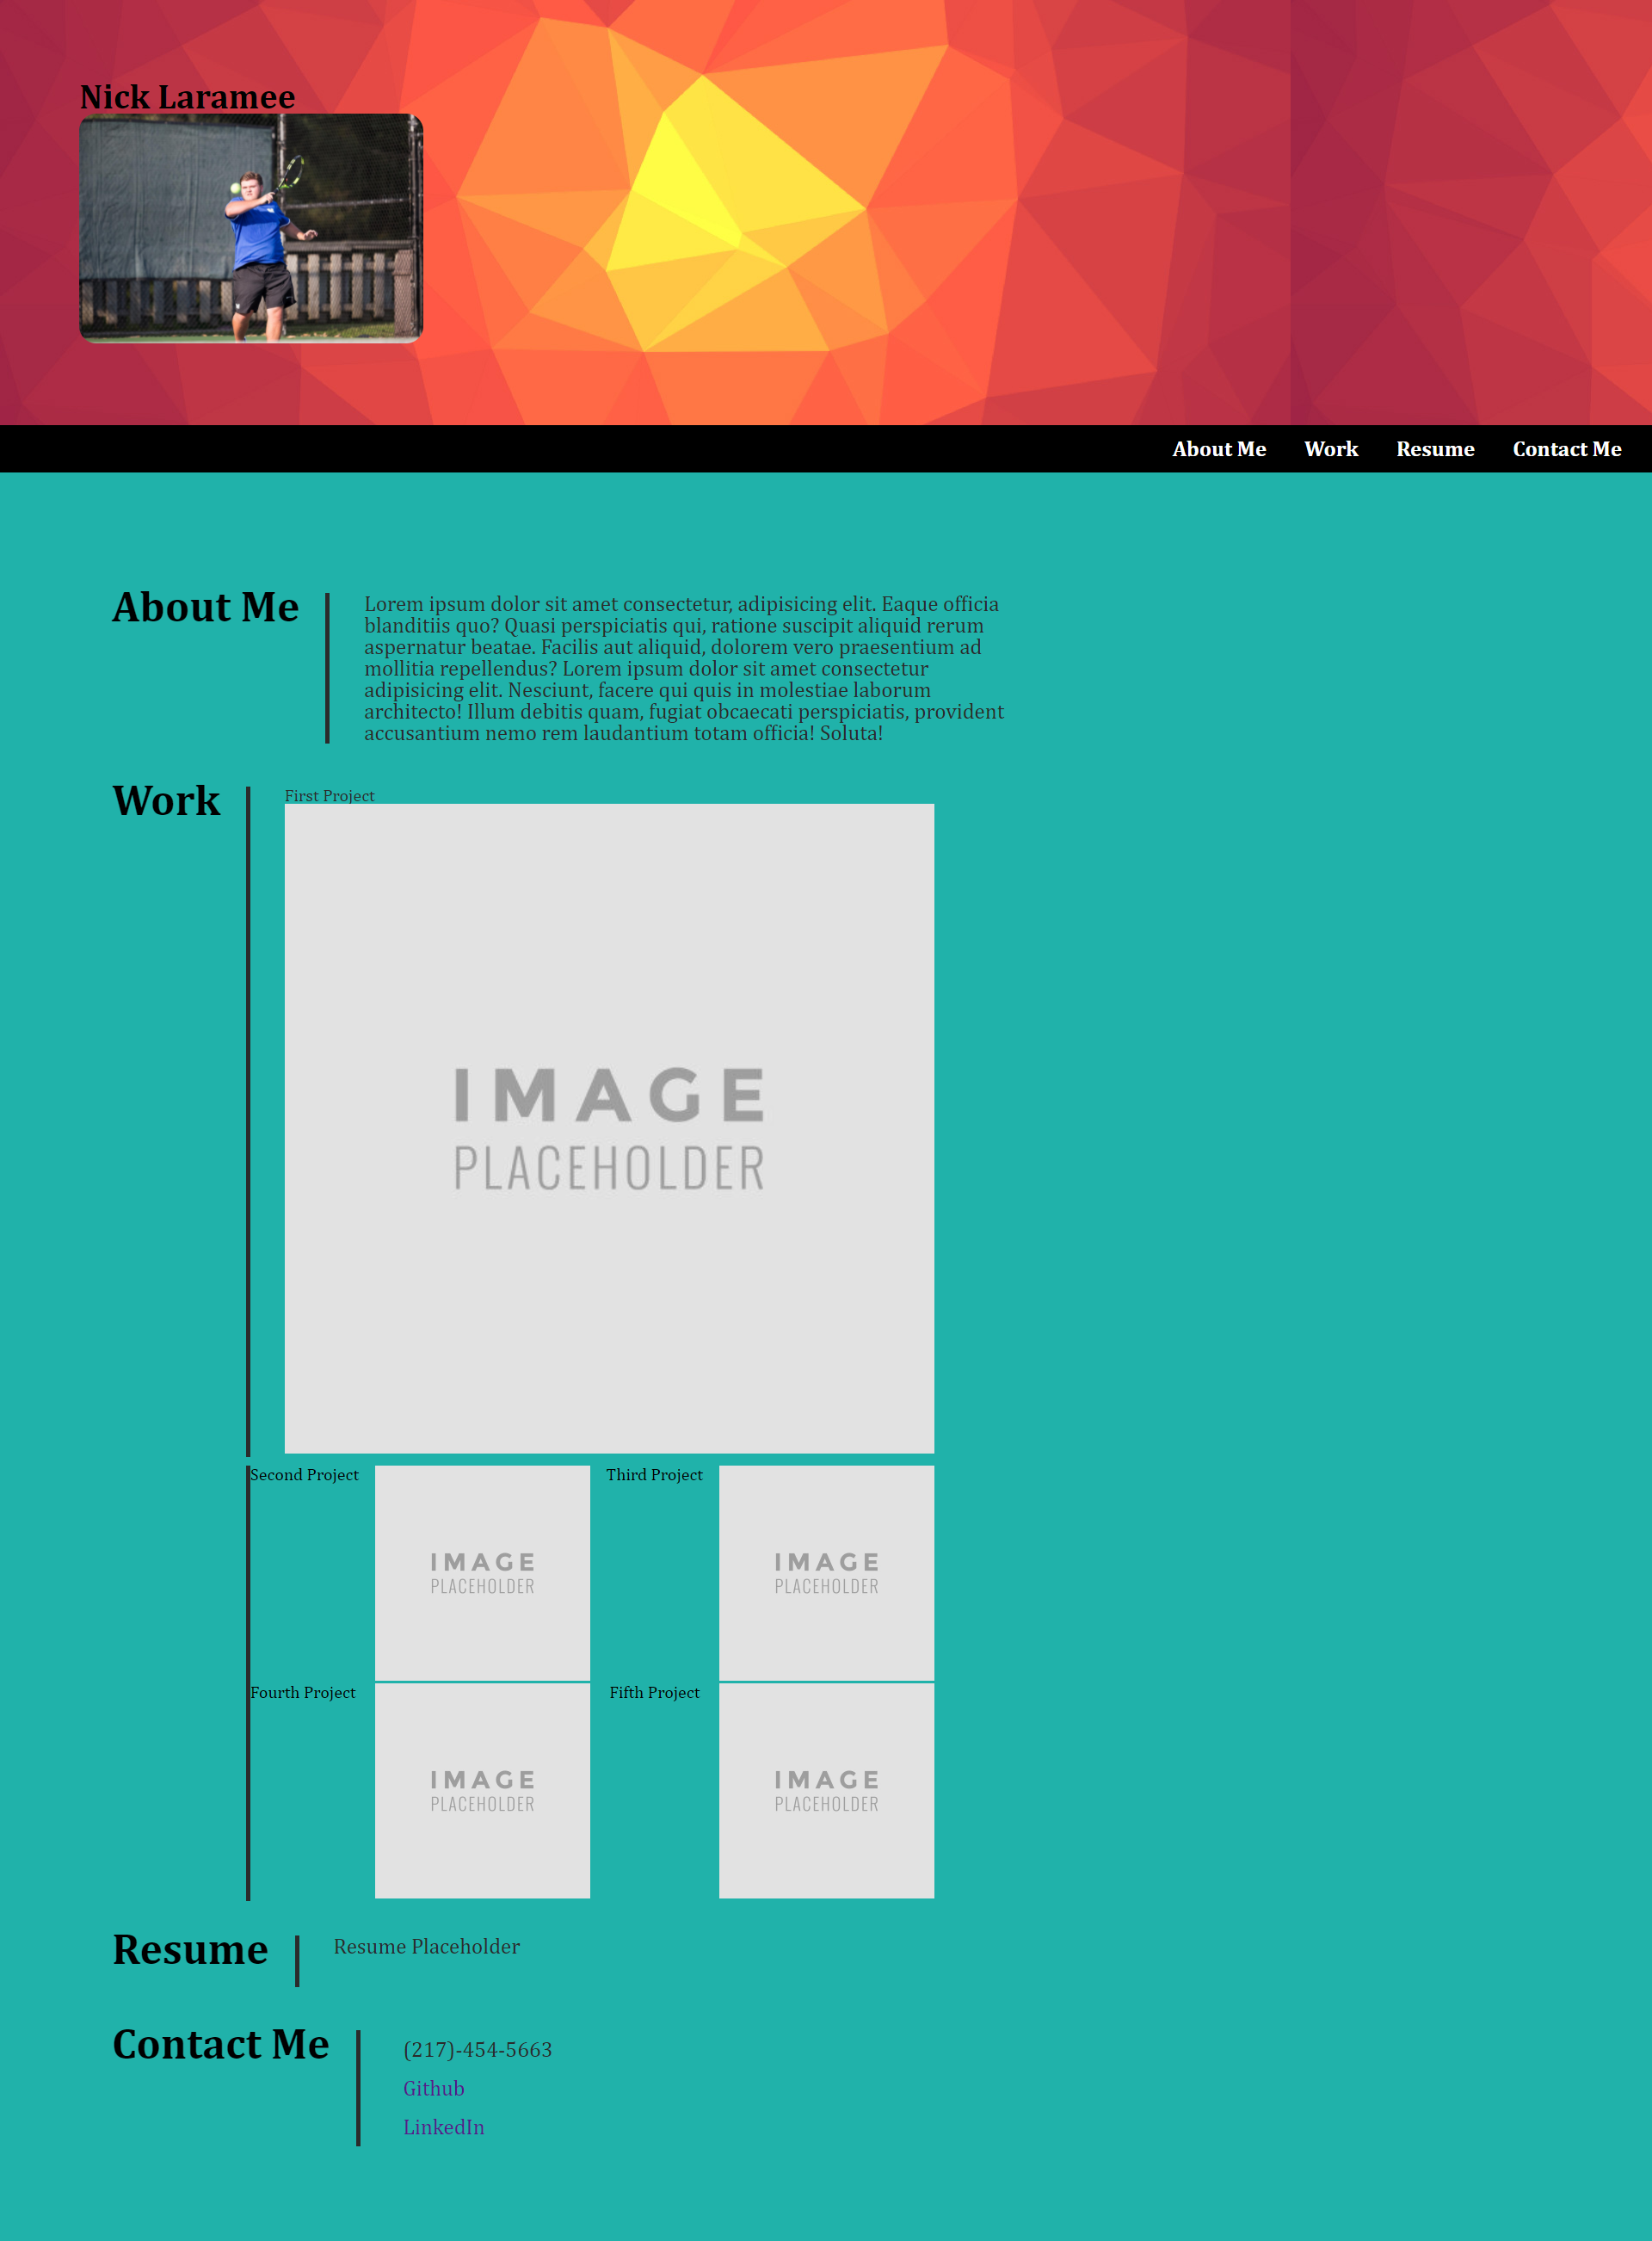 Nick Laramee
About Me Work Resume Contact Me
About Me
Lorem ipsum dolor sit amet consectetur, adipisicing elit. Eaque officia
blanditiis quo? Quasi perspiciatis qui, ratione suscipit aliquid rerum
aspernatur beatae. Facilis aut aliquid, dolorem vero praesentium ad
mollitia repellendus? Lorem ipsum dolor sit amet consectetur
adipisicing elit. Nesciunt, facere qui quis in molestiae laborum
architecto! Illum debitis quam, fugiat obcaecati perspiciatis, provident
accusantium nemo rem laudantium totam officia! Soluta!
Work
First Project
IMAGE
PLACEHOLDER
Second Project
IMAGE
PLACEHOLDER
Third Project
IMAGE
PLACEHOLDER
Fourth Project
IMAGE
PLACEHOLDER
Fifth Project
IMAGE
PLACEHOLDER
Resume
Resume Placeholder
Contact Me
(217)-454-5663
Github
LinkedIn